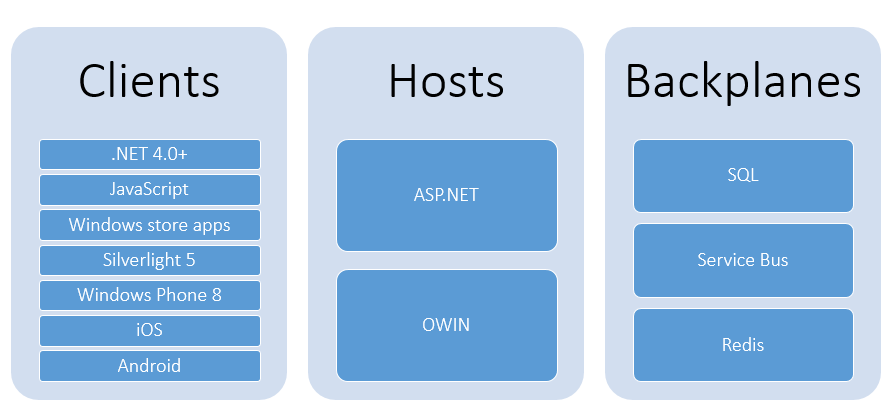 Clients
.NET 4.0+
JavaScript
Windows store apps
Silverlight 5
Windows Phone 8
iOS
Android
Hosts
ASP.NET
OWIN
Backplanes
SQL
Service Bus
Redis